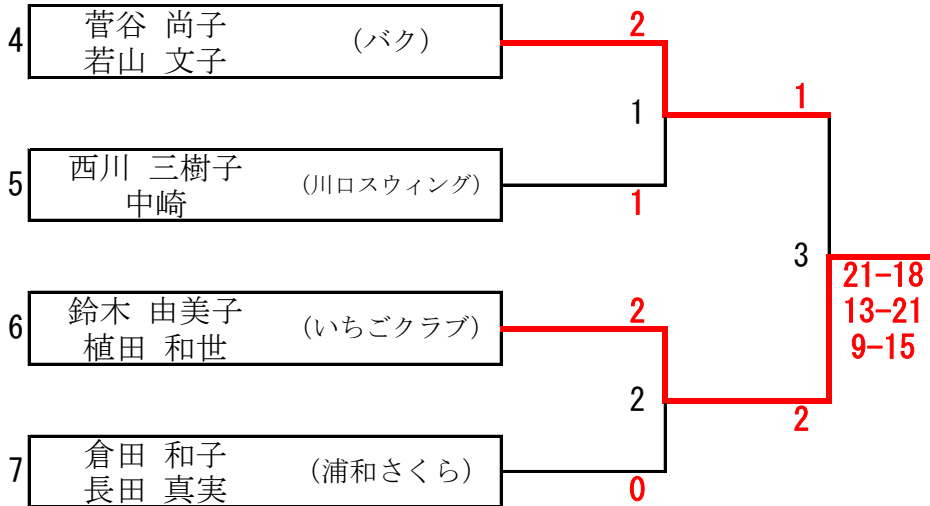 4
菅谷 尚子
若山 文子
(バク)
2
1
1
5
西川 三樹子
中崎
(川口スウィング)
1
3
21-18
13-21
9-15
6
鈴木 由美子
植田 和世
(いちごクラブ)
2
2
2
7
倉田 和子
長田 真実
(浦和さくら)
0